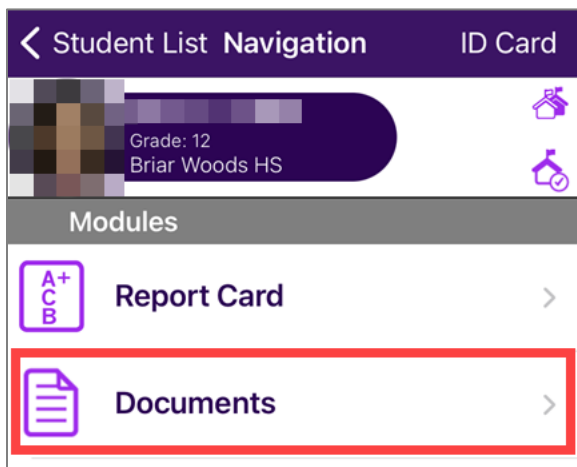 Student List Navigation ID Card
Grade: 12
Briar Woods HS
Modules
A+
C
B
Report Card
Documents